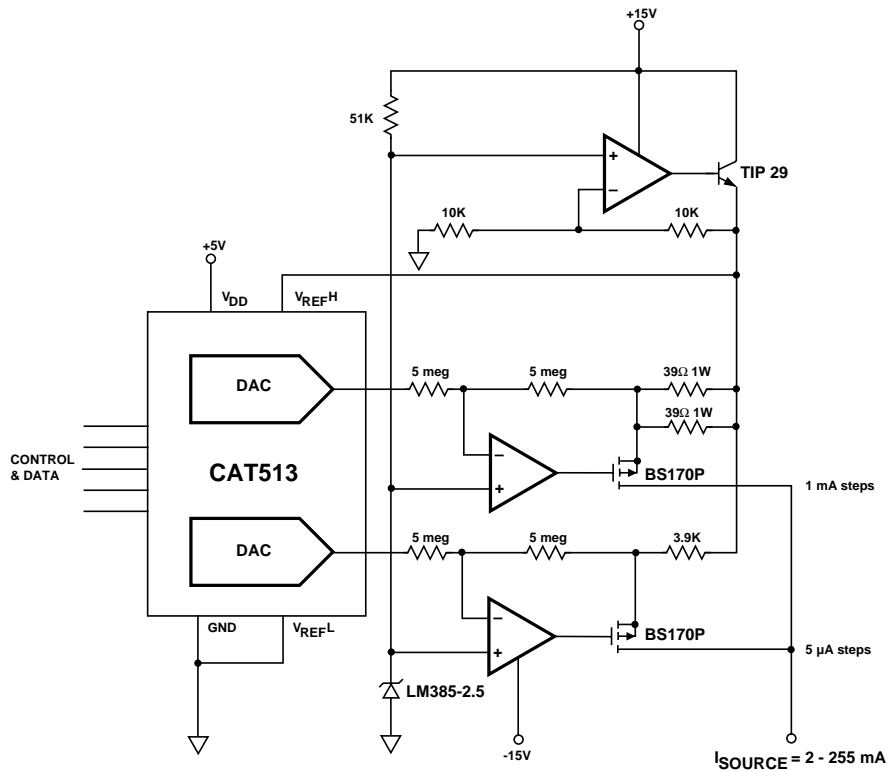 +15V
51K
+
−
TIP 29
10K
10K
+5V
VDD
VREFH
DAC
5 meg
5 meg
39Ω 1W
39Ω 1W
CONTROL
& DATA
CAT513
−
+
BS170P
1 mA steps
DAC
5 meg
5 meg
3.9K
GND
VREFL
−
+
BS170P
5 µA steps
LM385-2.5
-15V
ISOURCE = 2 - 255 mA